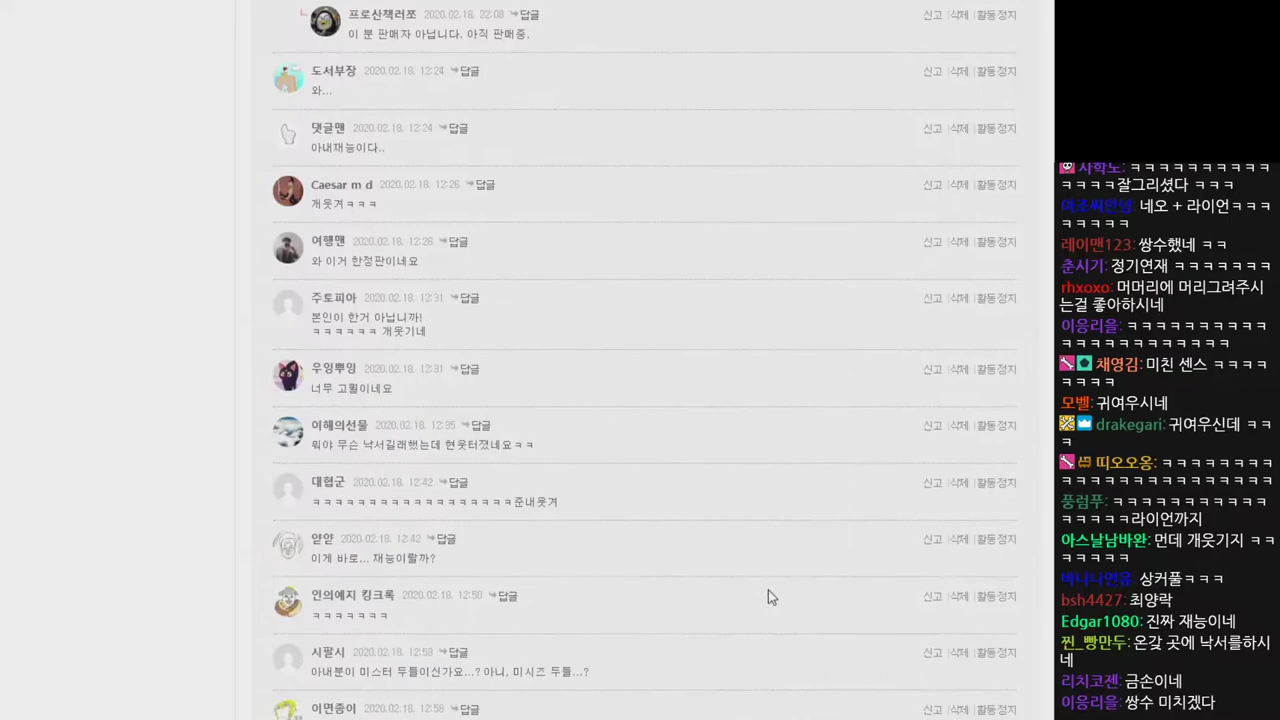 프로산책러쪼 2020.02.18. 22:08 답글 신고 삭제 활동정지
이 분 판매자 아닙니다. 아직 판매중.
도서부장 2020.02.18. 12:24 답글 신고 삭제 활동정지
와...
댓글맨 2020.02.18. 12:24 답글 신고 삭제 활동정지
아내재능이다..
Caesar m d 2020.02.18. 12:26 답글 신고 삭제 활동정지
개웃겨ㅋㅋㅋ
여행맨 2020.02.18. 12:26 답글 신고 삭제 활동정지
와 이거 한정판이네요
주토피아 2020.02.18. 12:31 답글 신고 삭제 활동정지
본인이 한거 아닙니까!
ㅋㅋㅋㅋㅋㅋ 개웃기네
우잉뿌잉 2020.02.18. 12:31 답글 신고 삭제 활동정지
너무 고퀄이네요
이해의선물 2020.02.18. 12:35 답글 신고 삭제 활동정지
뭐야 무슨 낙서길래했는데 현웃터졌네요ㅋㅋ
대협군 2020.02.18. 12:42 답글 신고 삭제 활동정지
ㅋㅋㅋㅋㅋㅋㅋㅋㅋㅋㅋㅋㅋㅋㅋㅋㅋㅋ준내웃겨
얃얀 2020.02.18. 12:42 답글 신고 삭제 활동정지
이게 바로... 재능이랄까?
인의예지 킹크록 2020.02.18. 12:50 답글 신고 삭제 활동정지
ㅋㅋㅋㅋㅋㅋㅋ
시팔시 2020.02.18. 12:58 답글 신고 삭제 활동정지
아내분이 미스터 두들이신가요...? 아니, 미시즈 두들...?
이면종이 2020.02.18. 12:58 답글 신고 삭제 활동정지
사학도: ㅋㅋㅋㅋㅋㅋㅋㅋㅋㅋ
ㅋㅋㅋㅋ잘그리셨다 ㅋㅋㅋ
네오 + 라이언ㅋㅋㅋ
ㅋㅋㅋㅋㅋ
레이맨123: 쌍수했네 ㅋㅋ
춘시기: 정기연재 ㅋㅋㅋㅋㅋㅋㅋ
rhxoxo: 머머리에 머리그려주시
는걸 좋아하시네
이응리을: ㅋㅋㅋㅋㅋㅋㅋㅋㅋㅋ
ㅋㅋㅋㅋㅋㅋㅋㅋㅋㅋㅋㅋ
채영김: 미친 센스 ㅋㅋㅋㅋ
ㅋㅋㅋㅋ
모벨: 귀여우시네
drakegari: 귀여우신데 ㅋㅋ
ㅋ
띠오오옹: ㅋㅋㅋㅋㅋㅋㅋㅋ
ㅋㅋㅋㅋㅋㅋㅋㅋㅋㅋㅋㅋㅋㅋㅋ
풍럼푸: ㅋㅋㅋㅋㅋㅋㅋㅋㅋㅋㅋ
ㅋㅋㅋㅋㅋ라이언까지
아스날남바완: 먼데 개웃기지 ㅋㅋ
ㅋㅋㅋㅋㅋ
상커풀ㅋㅋㅋ
bsh4427: 최양락
Edgar1080: 진짜 재능이네
찐_빵만두: 온갖 곳에 낙서를하시
네
리치코젠: 금손이네
이응리을: 쌍수 미치겠다